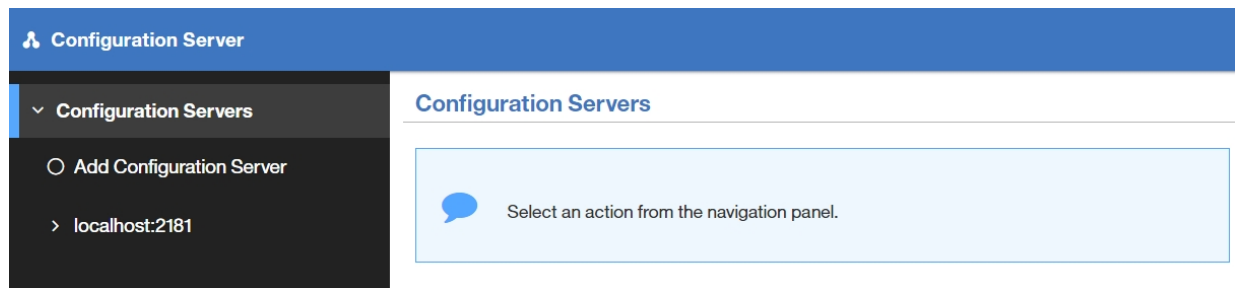 Configuration Server
Configuration Servers
Add Configuration Server
localhost:2181
Configuration Servers
Select an action from the navigation panel.